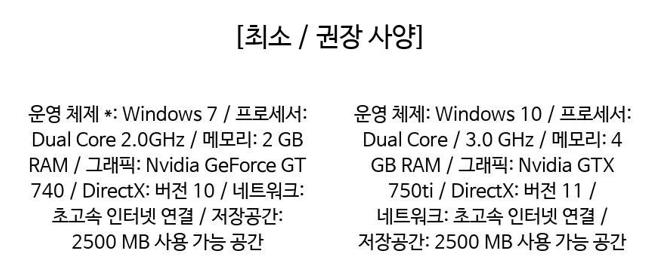 [최소 / 권장 사양]
운영 체제 *: Windows 7 / 프로세서:
Dual Core 2.0GHz / 메모리: 2 GB
RAM / 그래픽: Nvidia GeForce GT
740 / DirectX: 버전 10 / 네트워크:
초고속 인터넷 연결 / 저장공간:
2500 MB 사용 가능 공간
운영 체제: Windows 10 / 프로세서:
Dual Core / 3.0 GHz / 메모리: 4
GB RAM / 그래픽: Nvidia GTX
750ti / DirectX: 버전 11 /
네트워크: 초고속 인터넷 연결 /
저장공간: 2500 MB 사용 가능 공간